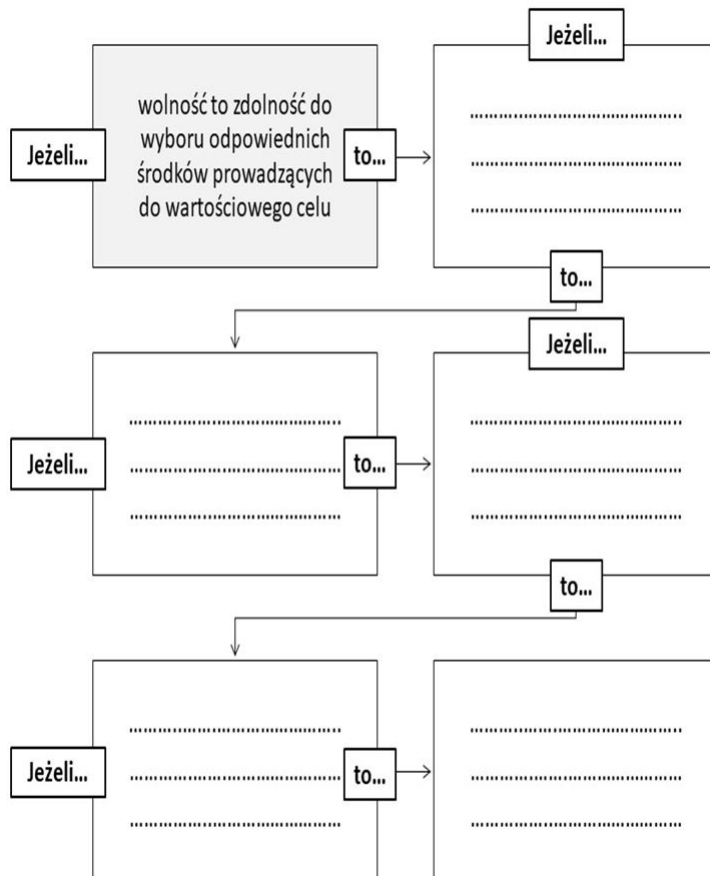 Jeżeli...
Jeżeli...
wolność to zdolność do
wyboru odpowiednich
środków prowadzących
do wartościowego celu
to...
..........................................
..........................................
..........................................
to...
Jeżeli...
Jeżeli...
..........................................
..........................................
..........................................
to...
..........................................
..........................................
..........................................
to...
Jeżeli...
..........................................
..........................................
..........................................
to...
..........................................
..........................................
..........................................